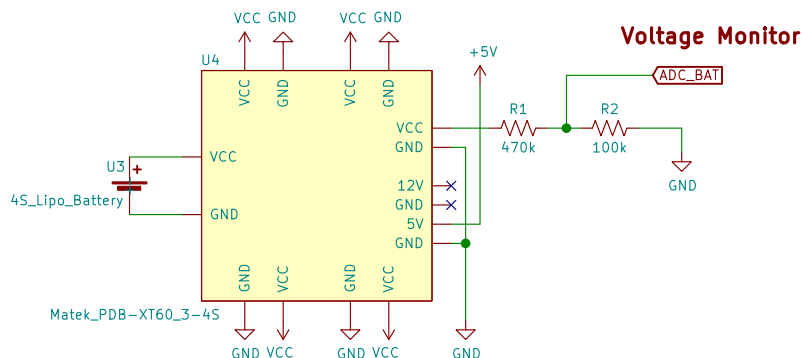 VCC GND VCC GND
Voltage Monitor
+5V
U4
ADC_BAT
VCC GND VCC GND
R1 R2
VCC
470k 100k
GND
U3 VCC
GND
12V
4S_Lipo_Battery
GND
GND
5V
GND
GND VCC GND VCC
Matek_PDB-XT60_3-4S
GND VCC GND VCC GND